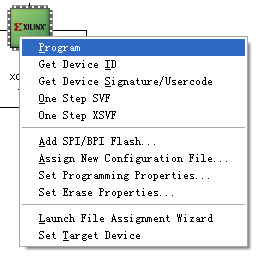 XILINX
xc
Program
Get Device ID
Get Device Signature/Usercode
One Step SVF
One Step XSVF
Add SPI/BPI Flash...
Assign New Configuration File...
Set Programming Properties...
Set Erase Properties...
Launch File Assignment Wizard
Set Target Device